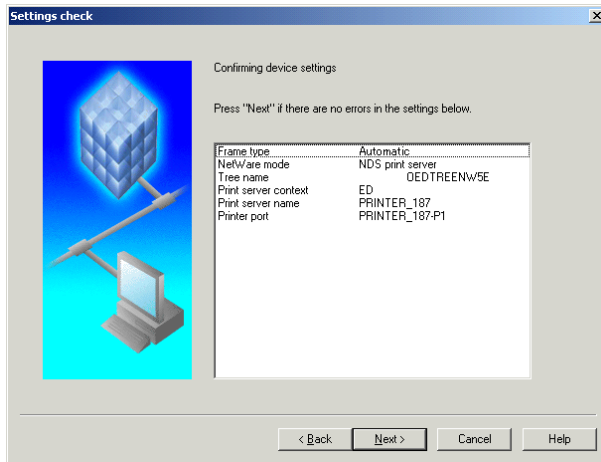 Settings check
Confirming device settings
Press "Next" if there are no errors in the settings below.
Frame type Automatic
NetWare mode NDS print server
Tree name OEDTREENW5E
Print server context ED
Print server name PRINTER_187
Printer port PRINTER_187-P1
< Back Next > Cancel Help